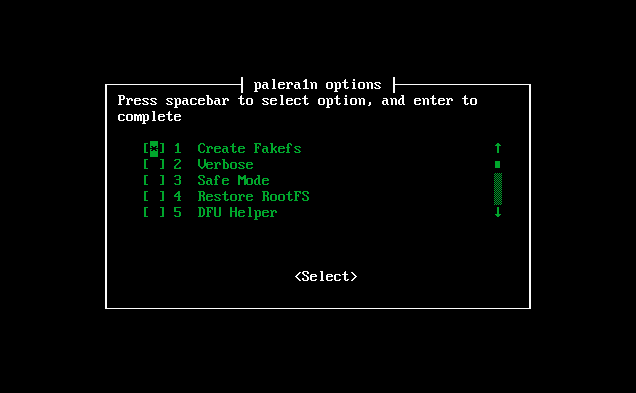 palera1n options
Press spacebar to select option, and enter to
complete
[*] 1 Create Fakefs
[ ] 2 Verbose
[ ] 3 Safe Mode
[ ] 4 Restore RootFS
[ ] 5 DFU Helper
<Select>